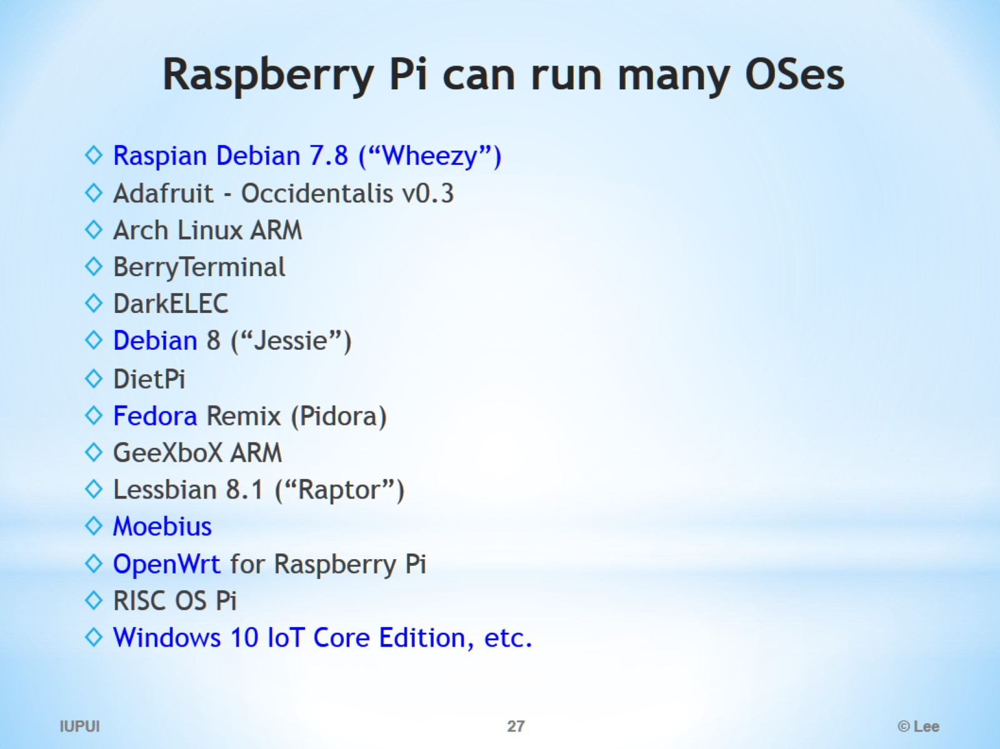 Raspberry Pi can run many OSes
◇ Raspian Debian 7.8 (“Wheezy”)
◇ Adafruit - Occidentalis v0.3
◇ Arch Linux ARM
◇ BerryTerminal
◇ DarkELEC
◇ Debian 8 (“Jessie”)
◇ DietPi
◇ Fedora Remix (Pidora)
◇ GeeXboX ARM
◇ Lessbian 8.1 (“Raptor”)
◇ Moebius
◇ OpenWrt for Raspberry Pi
◇ RISC OS Pi
◇ Windows 10 IoT Core Edition, etc.
IUPUI 27 © Lee